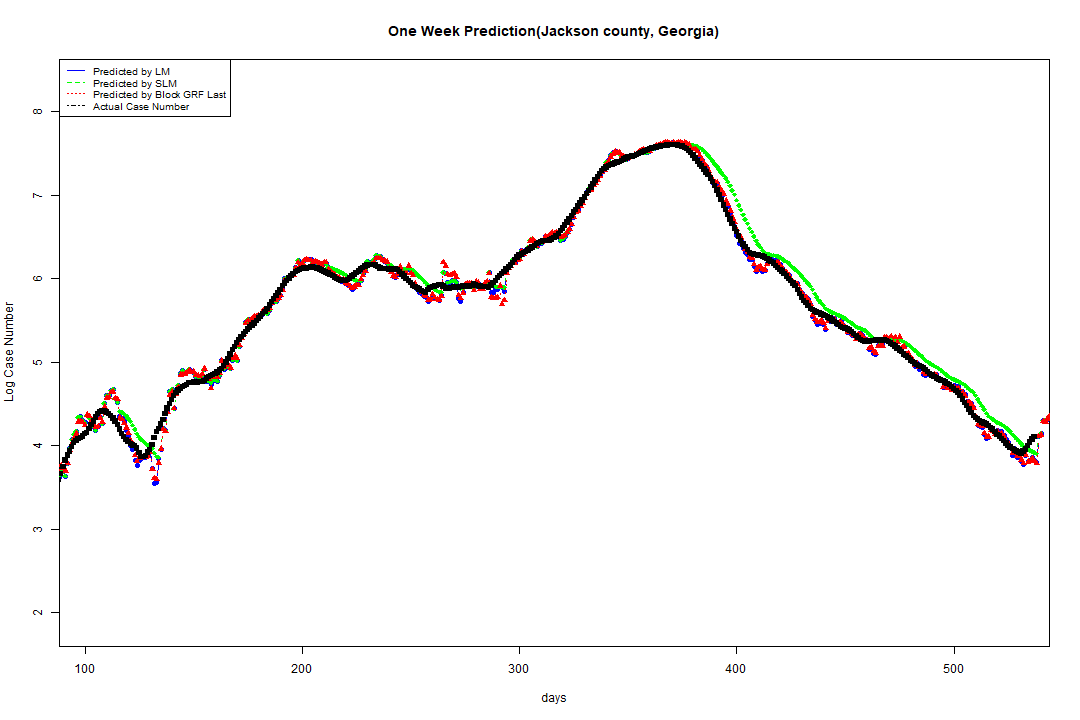 One Week Prediction(Jackson county, Georgia)
Predicted by LM
Predicted by SLM
Predicted by Block GRF Last
Actual Case Number
8
7
6
5
4
3
2
Log Case Number
100 200 300 400 500
days